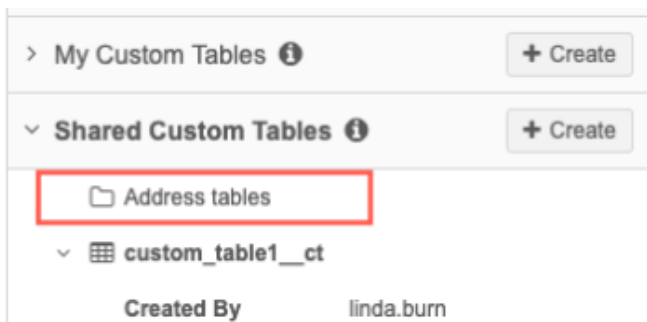 My Custom Tables
+ Create
Shared Custom Tables
+ Create
Address tables
custom_table1__ct
Created By linda.burn